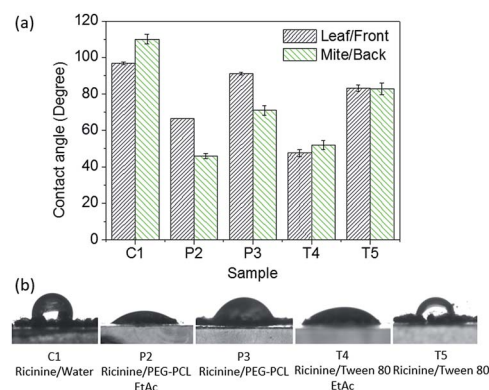 (a)
Leaf/Front
Mite/Back
Contact angle (Degree)
120
100
80
60
40
20
0
C1 P2 P3 T4 T5
Sample
(b)
C1 P2 P3 T4 T5
Ricinine/Water Ricinine/PEG-PCL Ricinine/PEG-PCL Ricinine/Tween 80 Ricinine/Tween 80
EtAc EtAc